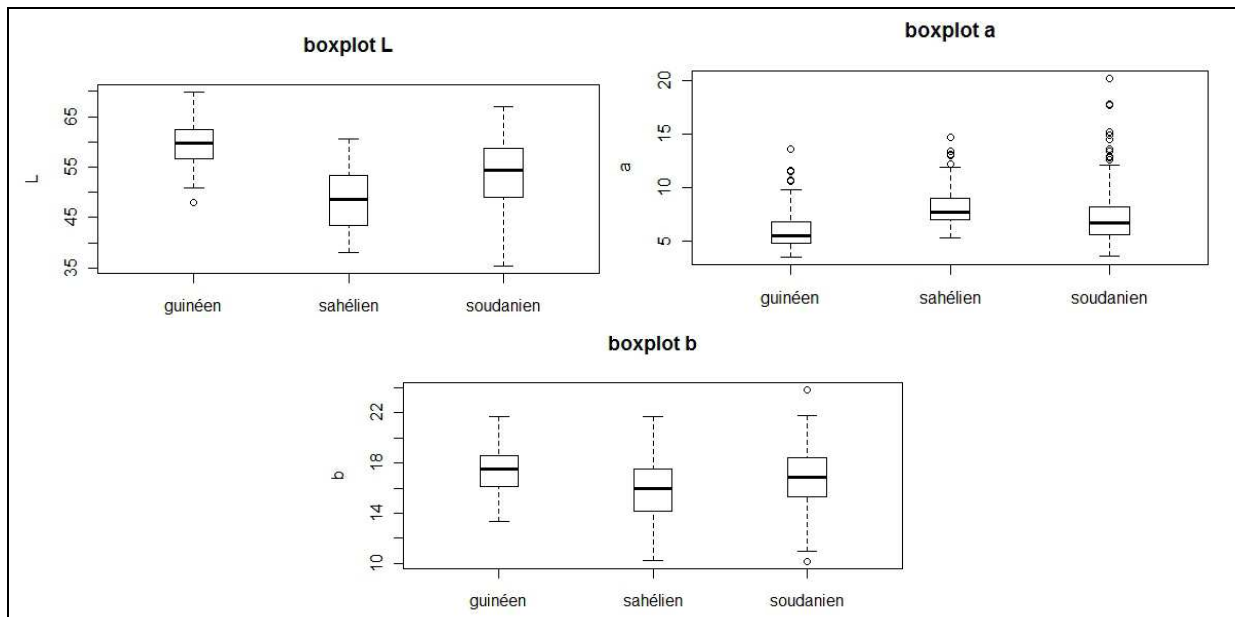 boxplot L
L
65
55
45
35
guinéen sahélien soudanien
boxplot a
a
20
15
10
5
guinéen sahélien soudanien
boxplot b
b
22
18
14
10
guinéen sahélien soudanien